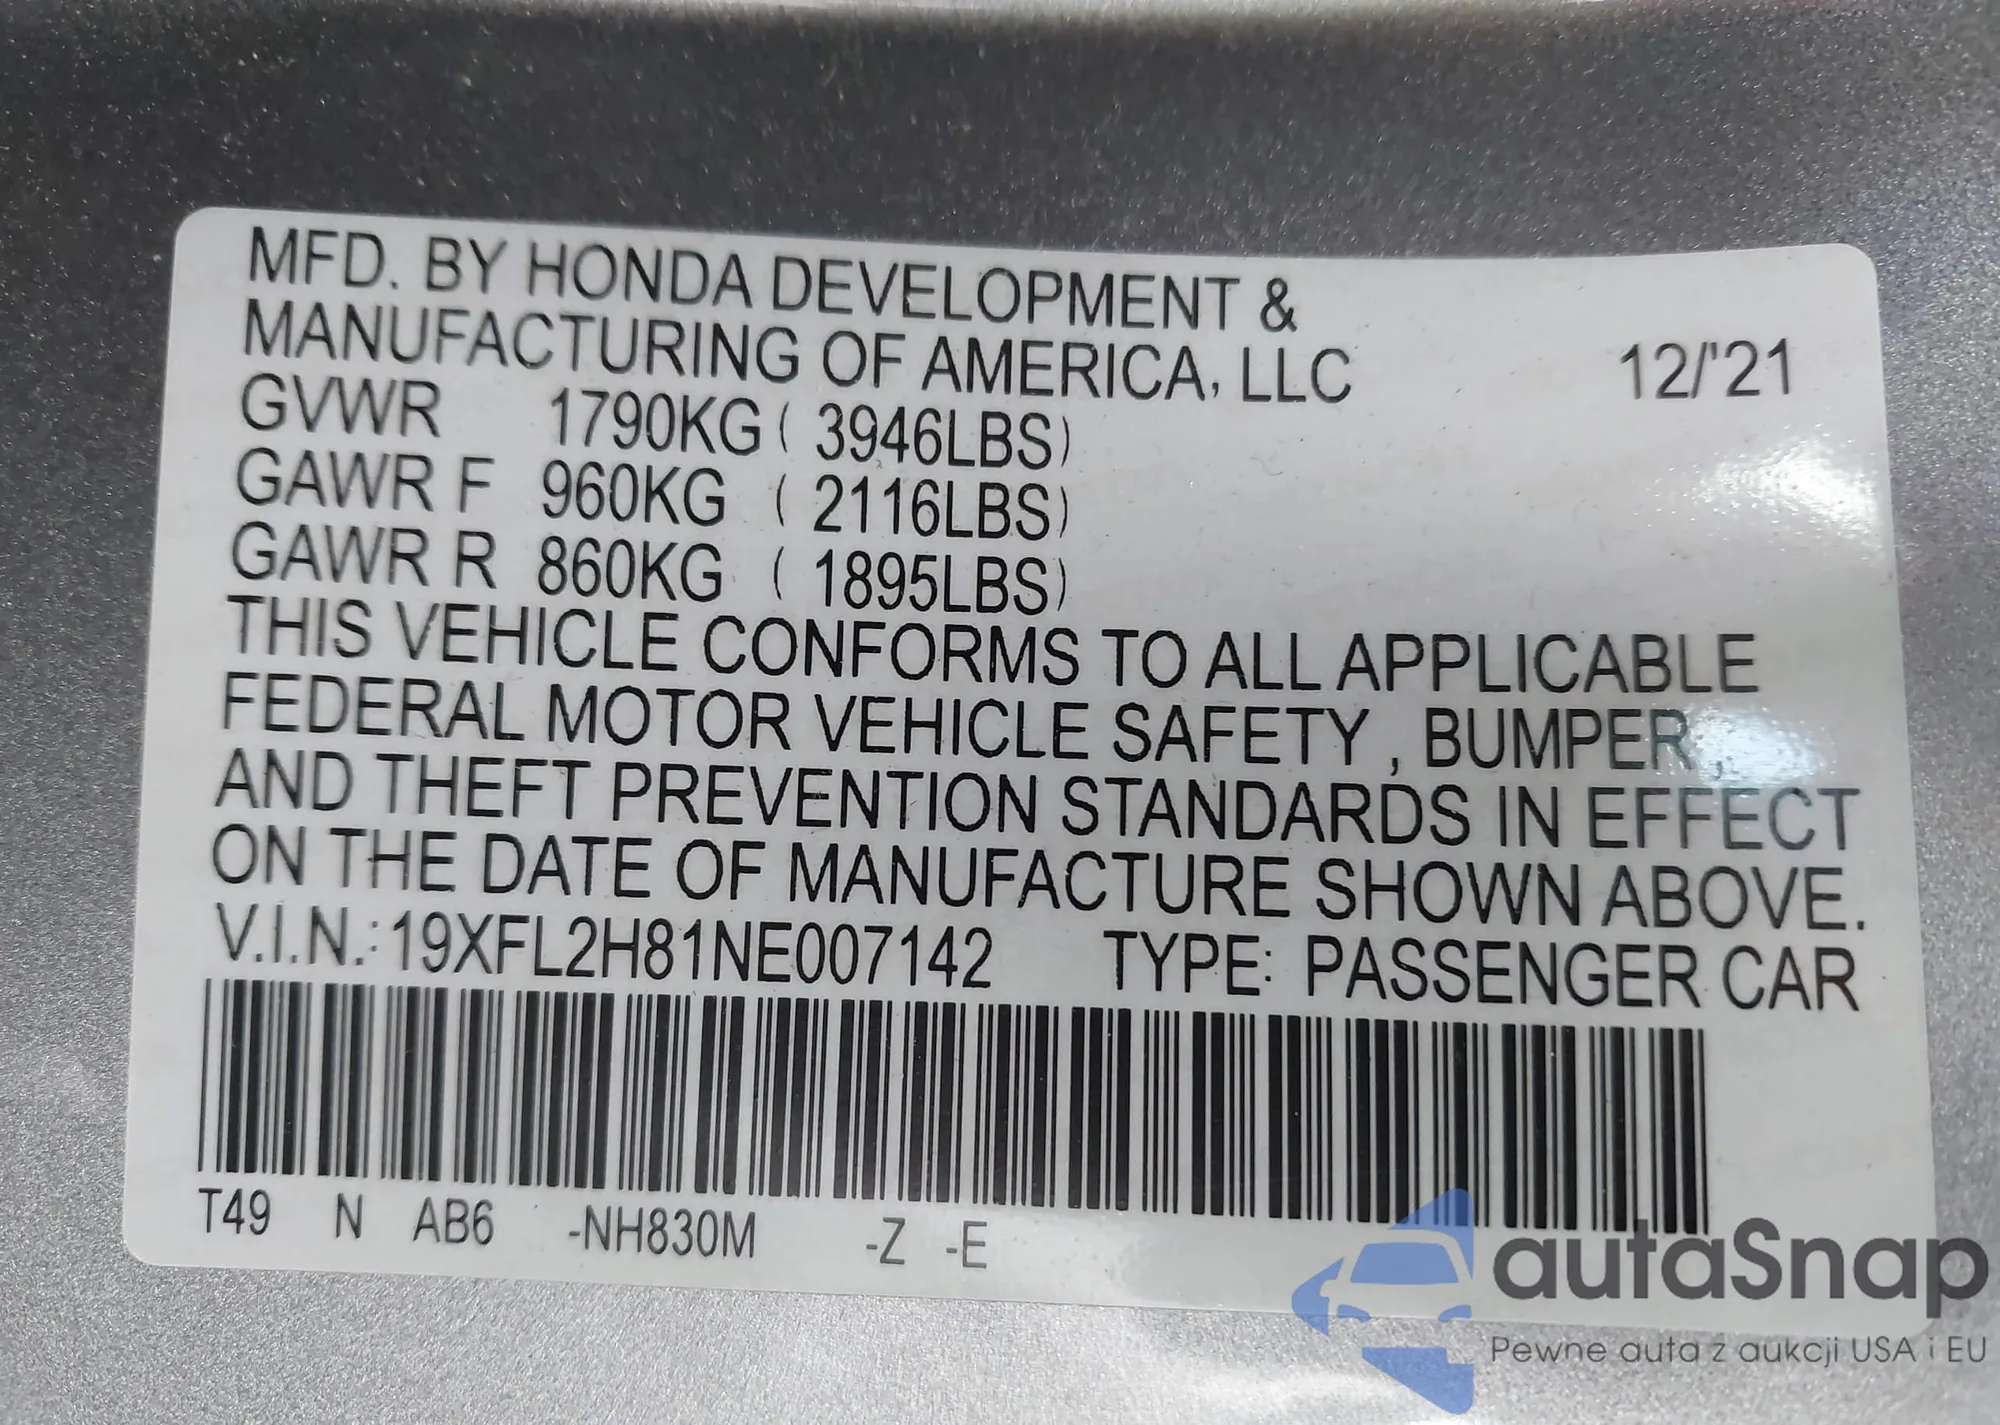 MFD. BY HONDA DEVELOPMENT &
MANUFACTURING OF AMERICA, LLC 12/'21
GVWR 1790KG ( 3946LBS)
GAWR F 960KG ( 2116LBS)
GAWR R 860KG ( 1895LBS)
THIS VEHICLE CONFORMS TO ALL APPLICABLE
FEDERAL MOTOR VEHICLE SAFETY , BUMPER ,
AND THEFT PREVENTION STANDARDS IN EFFECT
ON THE DATE OF MANUFACTURE SHOWN ABOVE.
V.I.N.: 19XFL2H81NE007142 TYPE: PASSENGER CAR
T49 N AB6 -NH830M -Z -E
autaSnap
Pewne auta z aukcji USA i EU